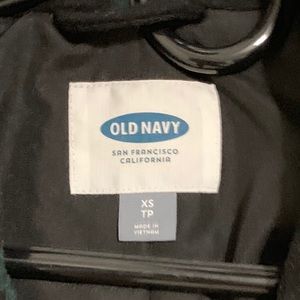 OLD NAVY
SAN FRANCISCO
CALIFORNIA
XS
TP
MADE IN
VIETNAM